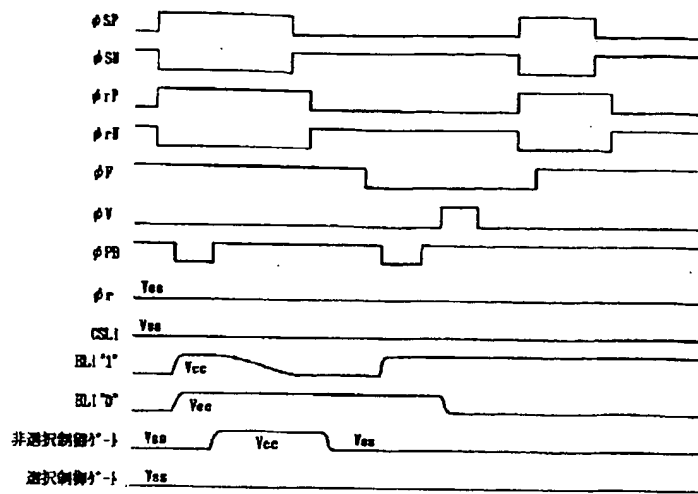 φSP
φSN
φrP
φrN
φF
φV
φPB
φr Vss
CSLi Vss
BLi"1" Vcc
BLi"0" Vcc
非選択制御ゲート Vss Vcc Vss
選択制御ゲート Vss